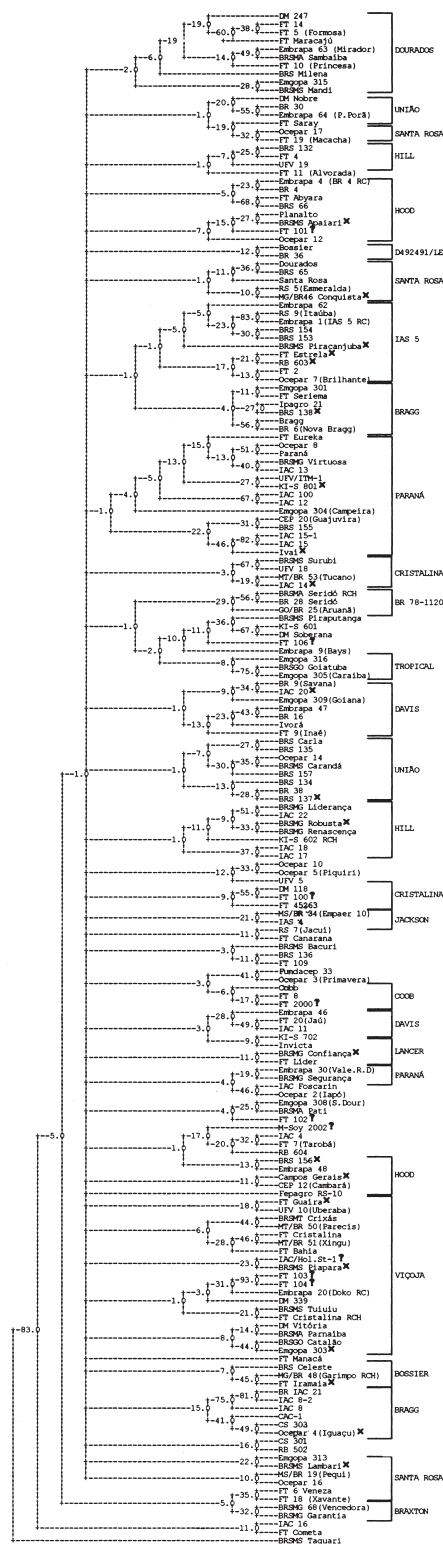 DM 247
FT 14
FT 5 (Formosa)
FT Maracajú
Embrapa 63 (Mirador)
BRSMA Sambaiba
FT 10 (Princesa)
BRS Milena
Emgopa 315
BRSMS Mandi
DOURADOS
DM Nobre
BR 30
Embrapa 64 (P.Porã)
FT Saray
UNIÃO
Ocepar 17
FT 19 (Macacha)
SANTA ROSA
BRS 132
FT 4
UFV 19
FT 11 (Alvorada)
HILL
Embrapa 4 (BR 4 RC)
BR 4
FT Abyara
BRS 66
Planalto
BRSMS Apaiari x
FT 101 ?
Ocepar 12
HOOD
Bossier
BR 36
D492491/LE
Dourados
BRS 65
Santa Rosa
RS 5(Esmeralda)
MG/BR46 Conquista x
SANTA ROSA
Embrapa 62
RS 9(Itaúba)
Embrapa 1(IAS 5 RC)
BRS 154
BRS 153
BRSMS Piracanjuba x
FT Estrela x
RB 603 x
FT 2
Ocepar 7(Brilhante)
IAS 5
Emgopa 301
FT Seriema
Ipagro 21
BRS 138 x
Bragg
BR 6(Nova Bragg)
BRAGG
FT Eureka
Ocepar 8
Paraná
BRSMG Virtuosa
IAC 13
UFV/ITM-1
KI-S 801 x
IAC 100
IAC 12
Emgopa 304(Campeira)
CEP 20(Guajuvira)
BRS 155
IAC 15-1
IAC 15
Ivai x
PARANÁ
BRSMS Surubi
UFV 18
MT/BR 53(Tucano)
IAC 14 x
CRISTALINA
BRSMA Seridó RCH
BR 28 Seridó
GO/BR 25(Aruanã)
BR 78-1120
BRSMS Piraputanga
KI-S 601
DM Soberana
FT 106 ?
Embrapa 9(Bays)
Emgopa 316
BRSGO Goiatuba
Emgopa 305(Caraiba)
TROPICAL
BR 9(Savana)
IAC 20 x
Emgopa 309(Goiana)
Embrapa 47
BR 16
Ivorá
FT 9(Inaê)
DAVIS
BRS Carla
BRS 135
Ocepar 14
BRSMS Carandá
BRS 157
BRS 134
BR 38
BRS 137 x
UNIÃO
BRSMG Liderança
IAC 22
BRSMG Robusta x
BRSMG Renascença
KI-S 602 RCH
IAC 18
IAC 17
HILL
Ocepar 10
Ocepar 5(Piquiri)
UFV 5
DM 118
FT 100 ?
FT 45263
CRISTALINA
MS/BR 34(Empaer 10)
IAS 4
JACKSON
RS 7(Jacui)
FT Canarana
BRSMS Bacuri
BRS 136
FT 109
Fundacep 33
Ocepar 3(Primavera)
Cobb
FT 8
FT 2000 ?
COOB
Embrapa 46
FT 20(Jaú)
IAC 11
DAVIS
KI-S 702
Invicta
BRSMG Confiança x
FT Lider
LANCER
Embrapa 30(Vale.R.D)
BRSMG Segurança
IAC Foscarin
Ocepar 2(Iapó)
PARANÁ
Emgopa 308(S.Dour)
BRSMA Pati
FT 102 ?
M-Soy 2002 ?
IAC 4
FT 7(Tarobá)
RB 604
BRS 156 x
Embrapa 48
Campos Gerais x
CEP 12(Cambará)
HOOD
Fepagro RS-10
FT Guaira x
UFV 10(Uberaba)
BRSMT Crixás
MT/BR 50(Parecis)
FT Cristalina
MT/BR 51(Xingu)
FT Bahia
IAC/Hol.St-1 ?
BRSMS Piapara x
FT 103 ?
FT 104 ?
Embrapa 20(Doko RC)
DM 339
BRSMS Tuiuiu
FT Cristalina RCH
DM Vitória
BRSMA Parnaiba
BRSGO Catalão
Emgopa 303 x
VIÇOJA
FT Manacá
BRS Celeste
MG/BR 48(Garimpo RCH)
FT Iramaia x
BOSSIER
BR IAC 21
IAC 8-2
IAC 8
CAC-1
CS 303
Ocepar 4(Iguaçu) x
BRAGG
CS 301
RB 502
Emgopa 313
BRSMS Lambari x
MS/BR 19(Pequi)
Ocepar 16
SANTA ROSA
FT 6 Veneza
FT 18 (Xavante)
BRSMG 68(Vencedora)
BRSMG Garantia
BRAXTON
IAC 16
FT Cometa
BRSMS Taquari